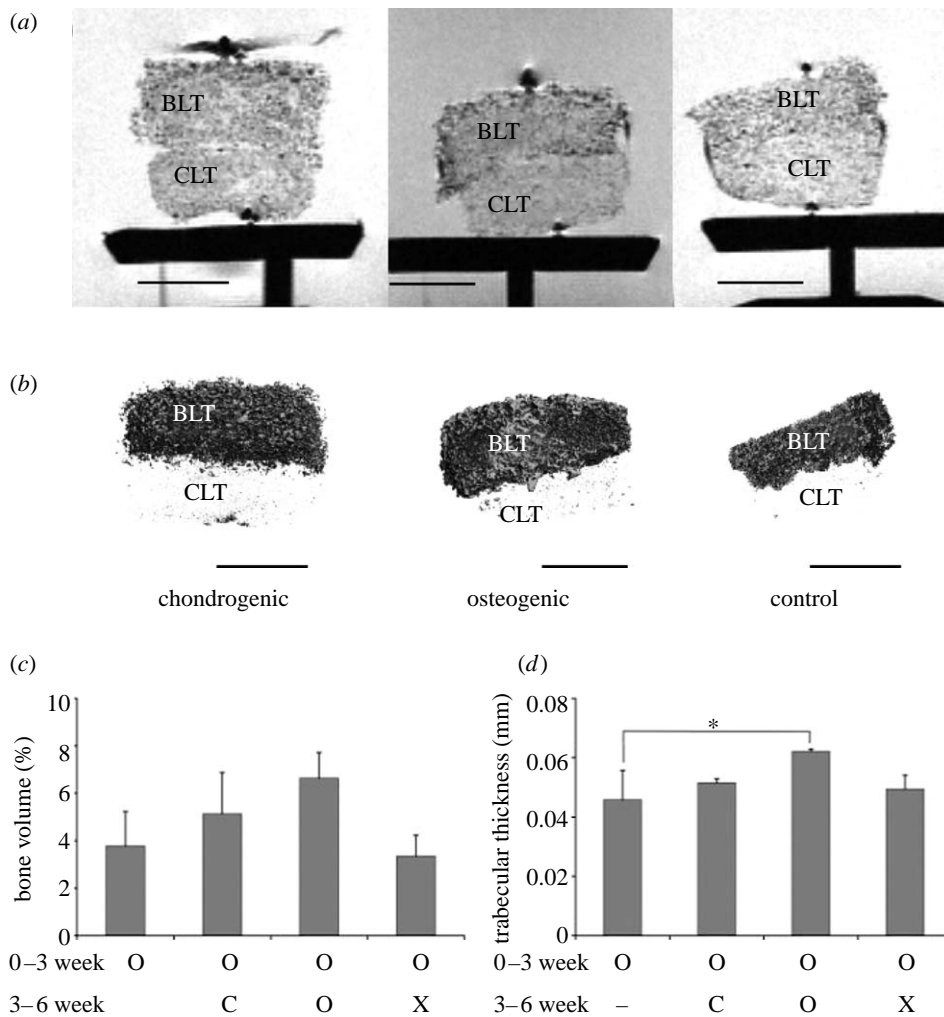 (a)
BLT
CLT
BLT
CLT
BLT
CLT
(b)
BLT
CLT
BLT
CLT
BLT
CLT
chondrogenic osteogenic control
(c)
bone volume (%)
10
8
6
4
2
0
0–3 week O O O O
3–6 week C O X
(d)
trabecular thickness (mm)
0.08
0.06
0.04
0.02
0
*
0–3 week O O O O
3–6 week – C O X